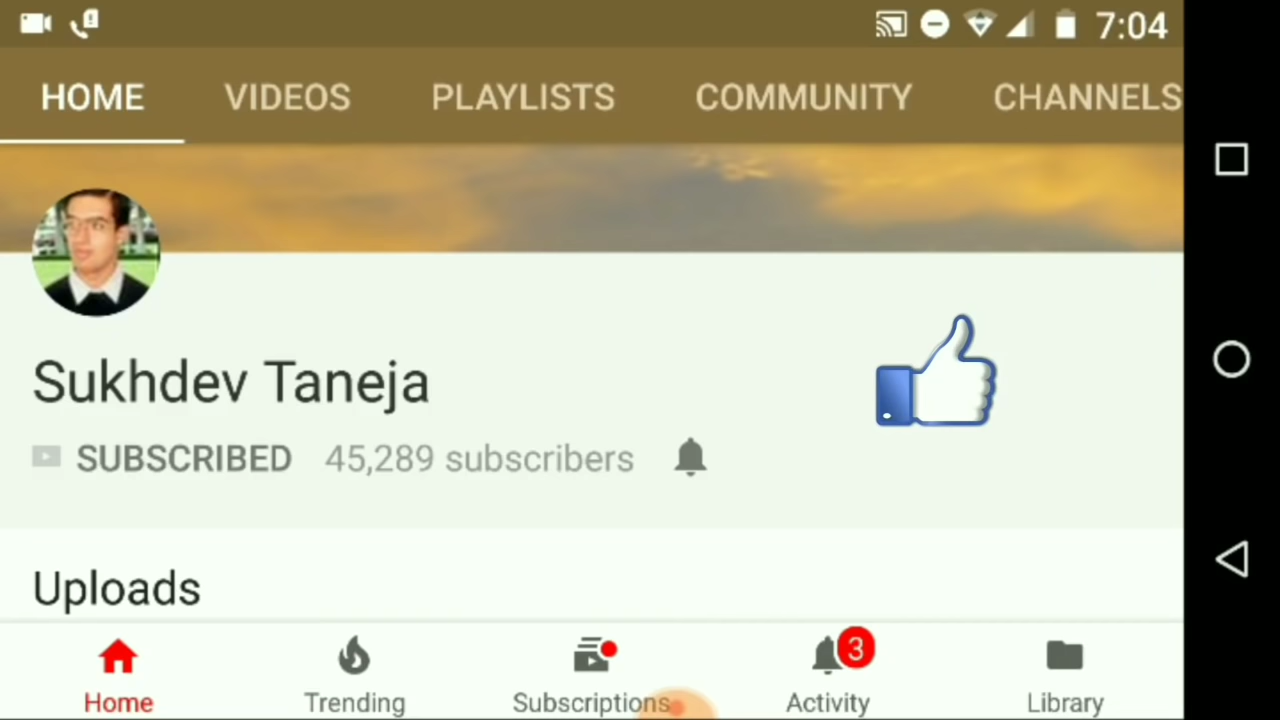 7:04
HOME VIDEOS PLAYLISTS COMMUNITY CHANNELS
Sukhdev Taneja
SUBSCRIBED 45,289 subscribers
Uploads
3
Home Trending Subscriptions Activity Library